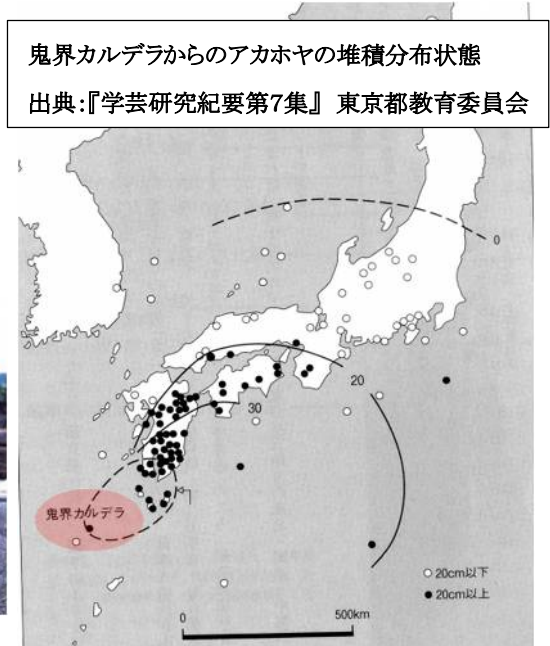 鬼界カルデラからのアカホヤの堆積分布状態
出典:『学芸研究紀要第7集』 東京都教育委員会
0
20
30
鬼界カルデラ
○ 20cm以下
● 20cm以上
0 500km